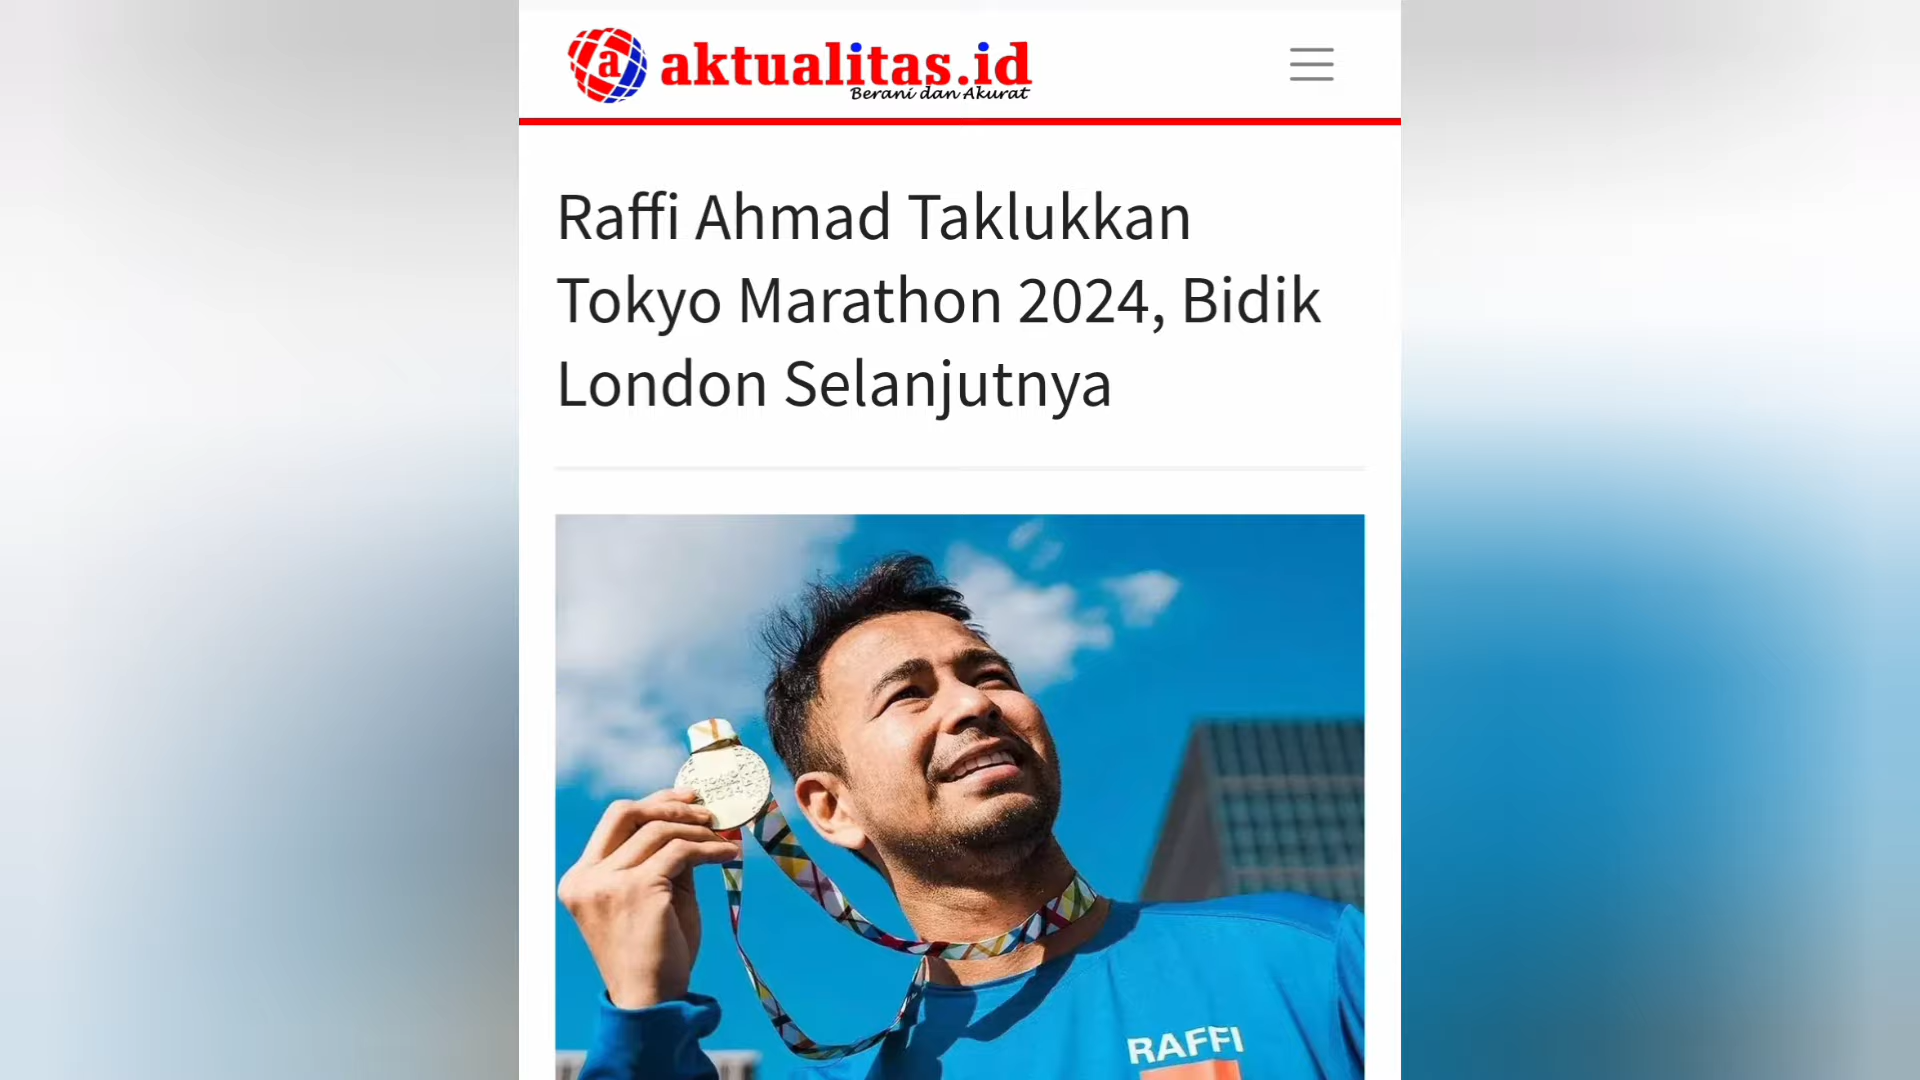 a aktualitas.id
Berani dan Akurat
Raffi Ahmad Taklukkan
Tokyo Marathon 2024, Bidik
London Selanjutnya
RAFFI